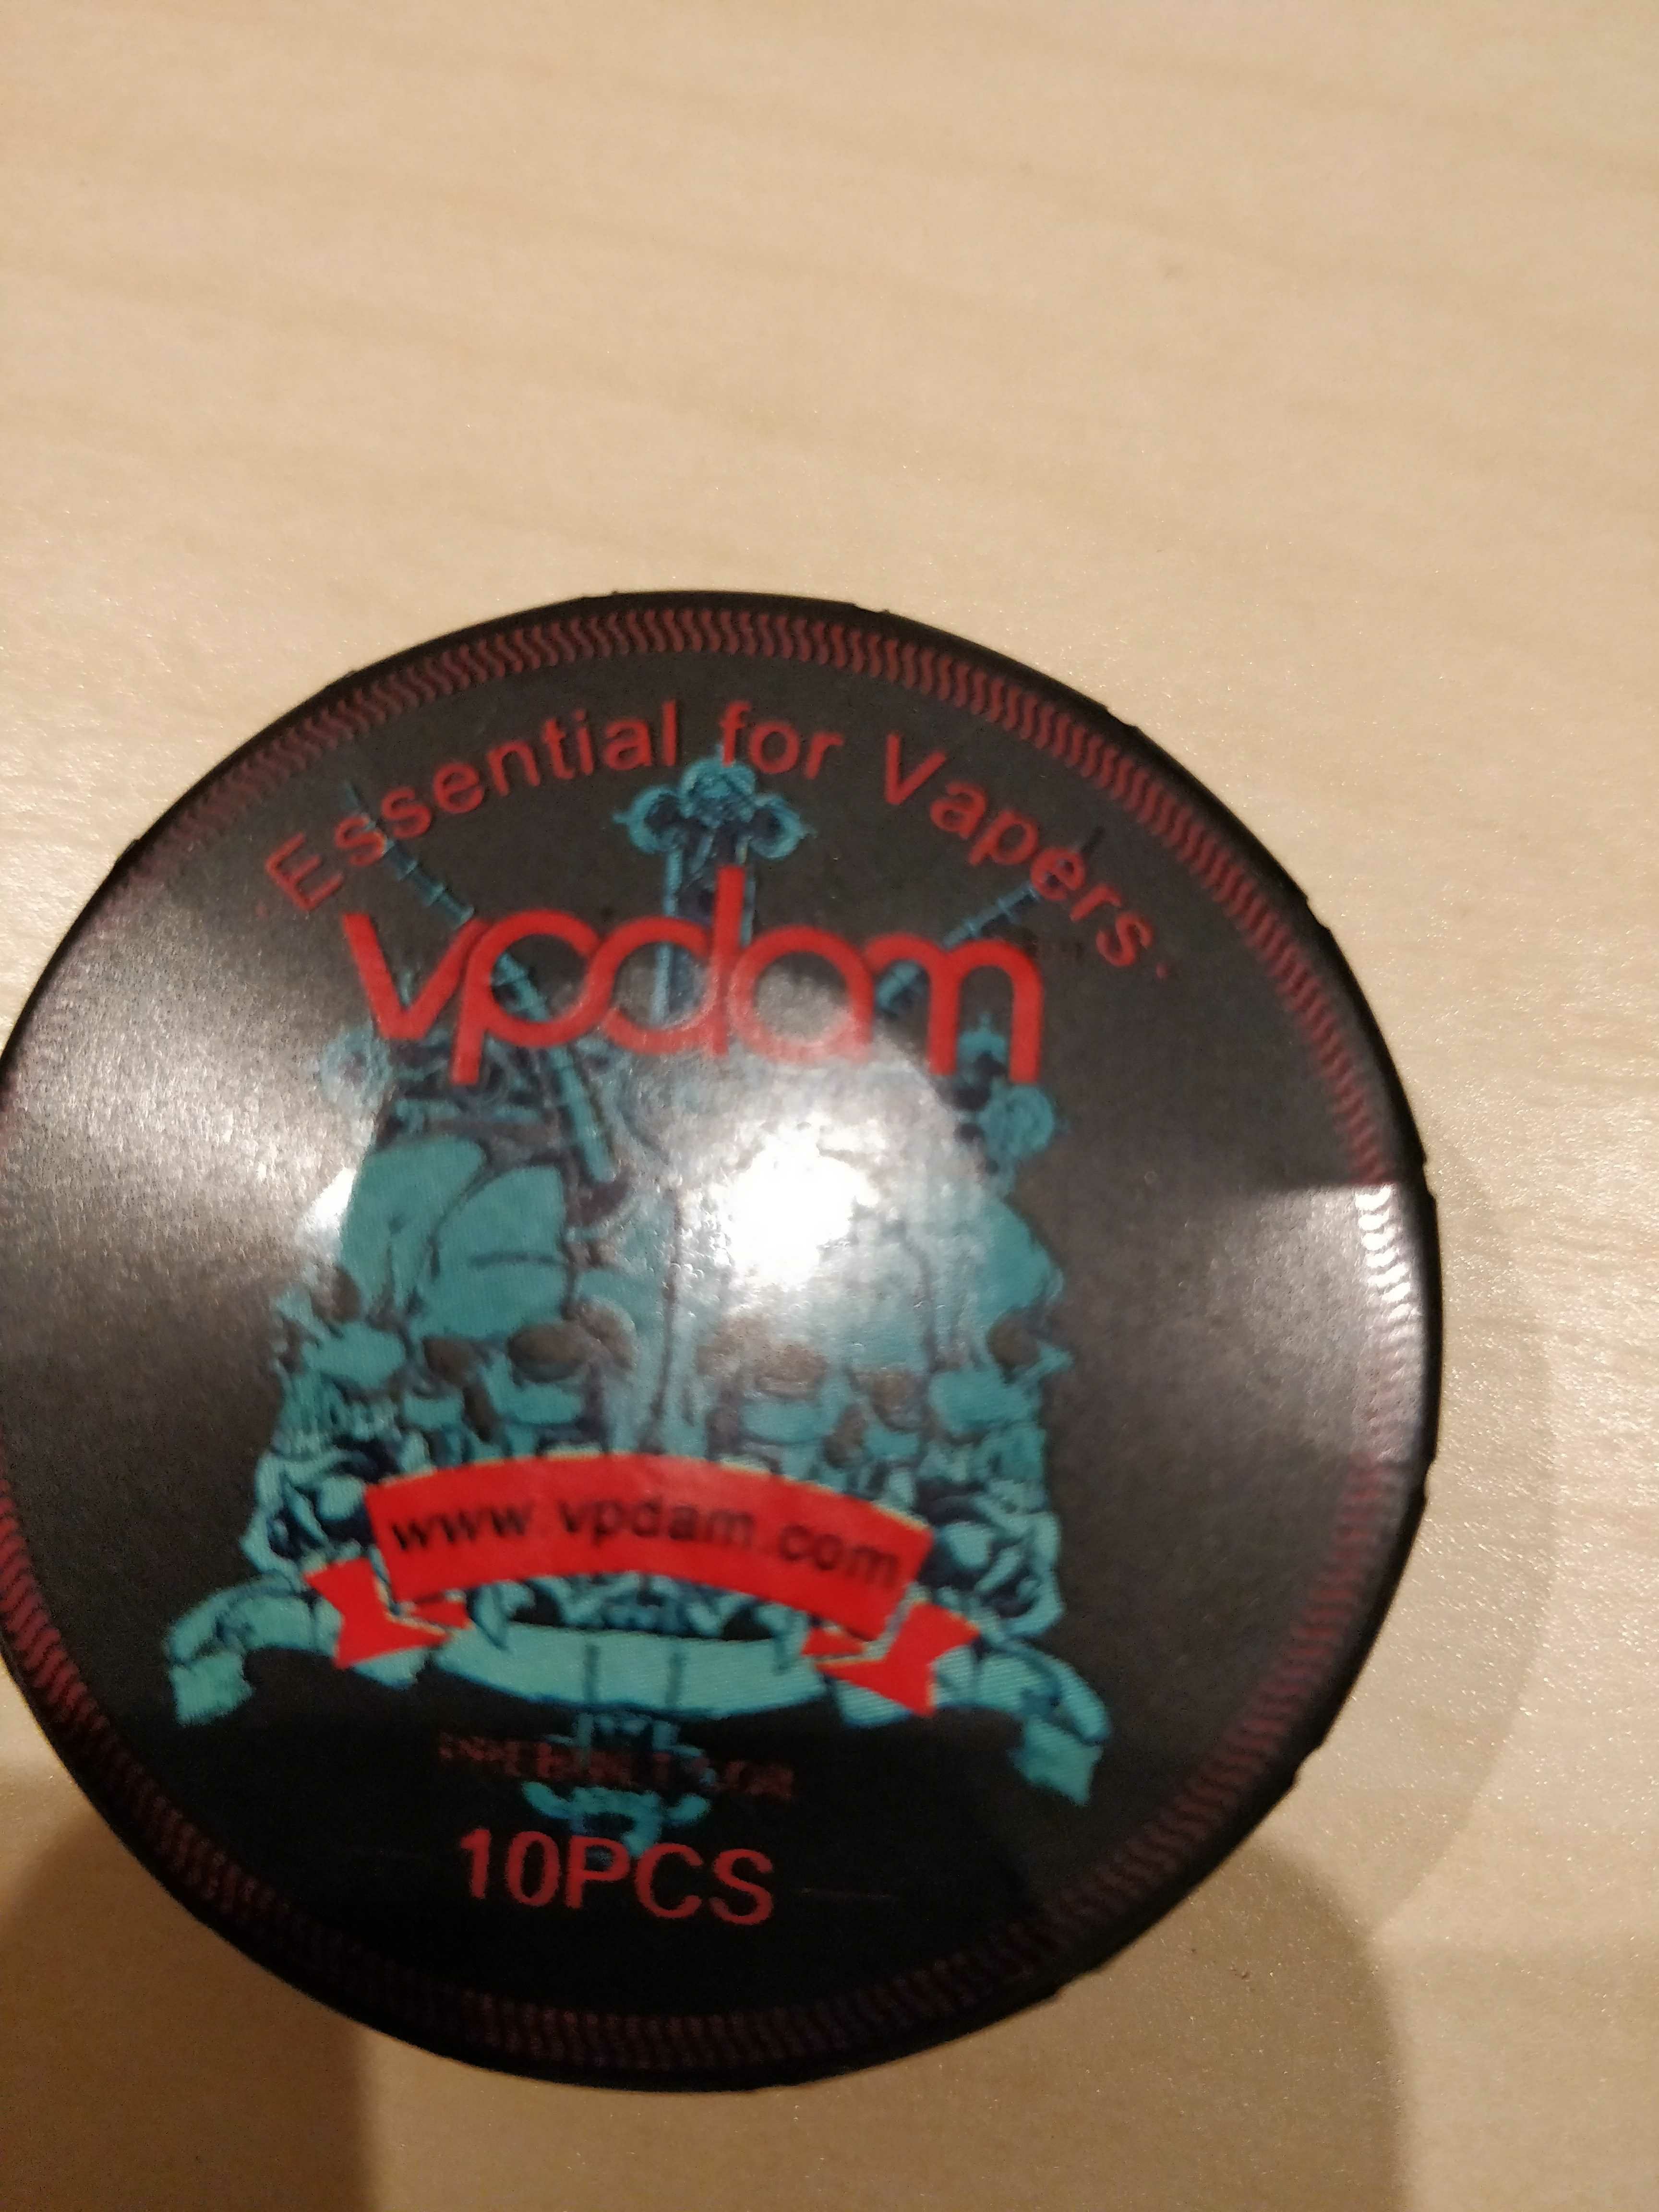 Essential for Vapers
vpdam
www.vpdam.com
10PCS